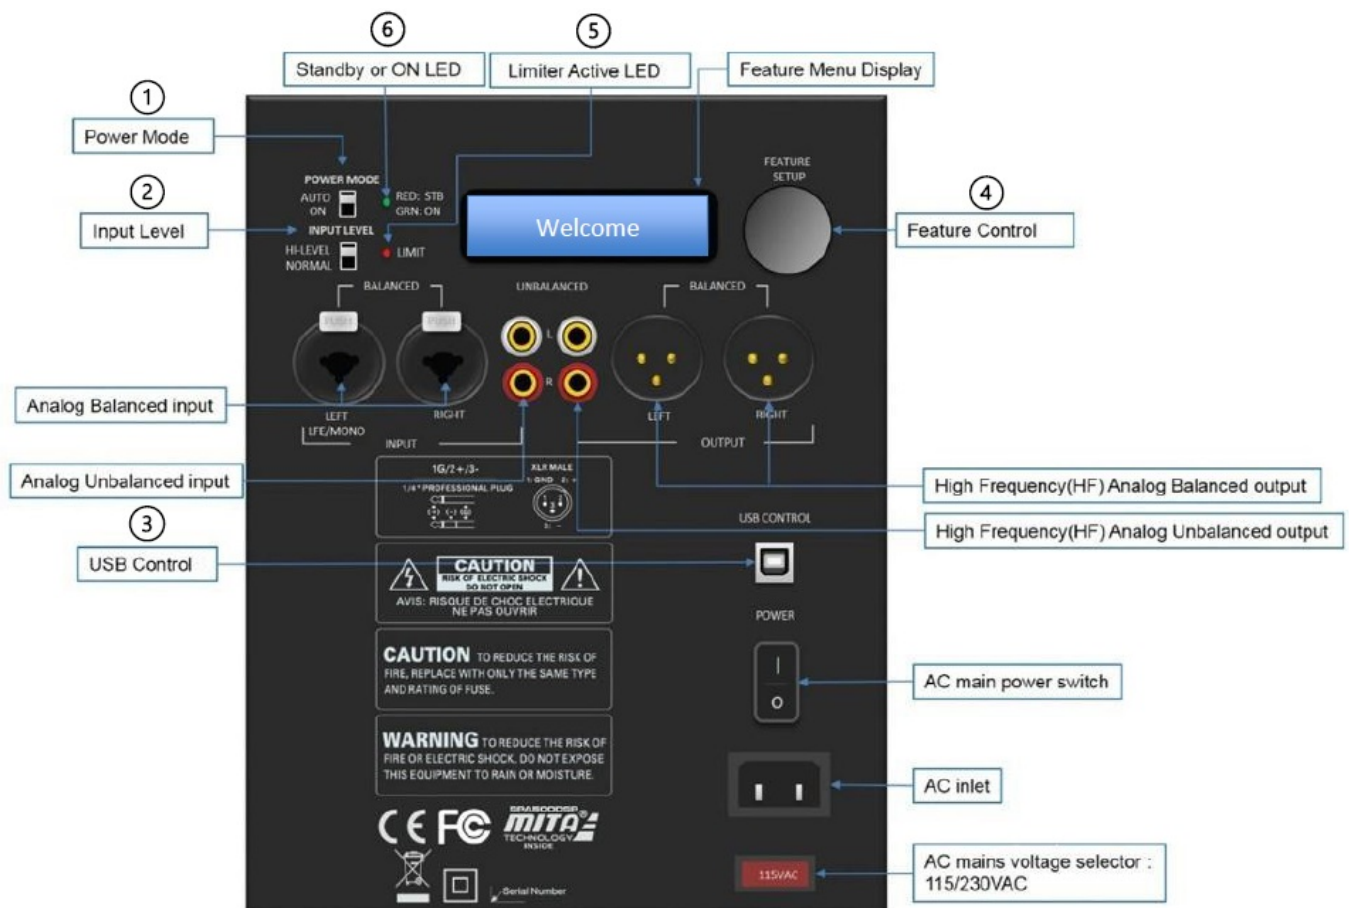 ⑥
⑤
Standby or ON LED
Limiter Active LED
Feature Menu Display
①
Power Mode
②
Input Level
④
Feature Control
POWER MODE
AUTO
ON
RED: STB
GRN: ON
INPUT LEVEL
HI-LEVEL
NORMAL
LIMIT
Welcome
FEATURE
SETUP
BALANCED
UNBALANCED
BALANCED
PUSH
PUSH
L
R
LEFT
LFE/MONO
RIGHT
INPUT
LEFT
RIGHT
OUTPUT
Analog Balanced input
Analog Unbalanced input
③
USB Control
1G/2+/3-
1/4" PROFESSIONAL PLUG
(+) (-) (G)
XLR MALE
1: GND 2: +
1 2
3
3: -
High Frequency(HF) Analog Balanced output
High Frequency(HF) Analog Unbalanced output
USB CONTROL
CAUTION
RISK OF ELECTRIC SHOCK
DO NOT OPEN
AVIS: RISQUE DE CHOC ELECTRIQUE
NE PAS OUVRIR
POWER
I
O
AC main power switch
CAUTION TO REDUCE THE RISK OF
FIRE, REPLACE WITH ONLY THE SAME TYPE
AND RATING OF FUSE.
WARNING TO REDUCE THE RISK OF
FIRE OR ELECTRIC SHOCK. DO NOT EXPOSE
THIS EQUIPMENT TO RAIN OR MOISTURE.
AC inlet
CE FC
SPA500DSP
MITA®
TECHNOLOGY
INSIDE
Serial Number
115VAC
AC mains voltage selector :
115/230VAC